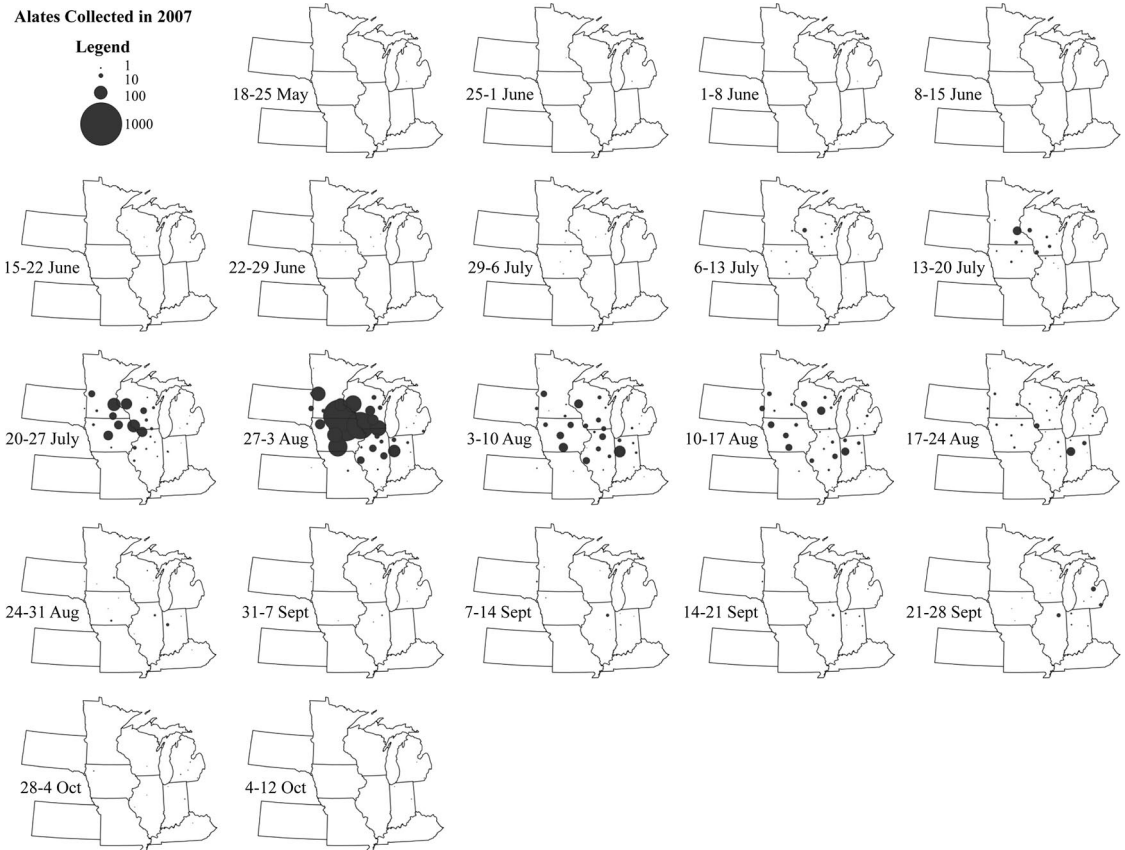 Alates Collected in 2007
Legend
1
10
100
1000
18-25 May
25-1 June
1-8 June
8-15 June
15-22 June
22-29 June
29-6 July
6-13 July
13-20 July
20-27 July
27-3 Aug
3-10 Aug
10-17 Aug
17-24 Aug
24-31 Aug
31-7 Sept
7-14 Sept
14-21 Sept
21-28 Sept
28-4 Oct
4-12 Oct